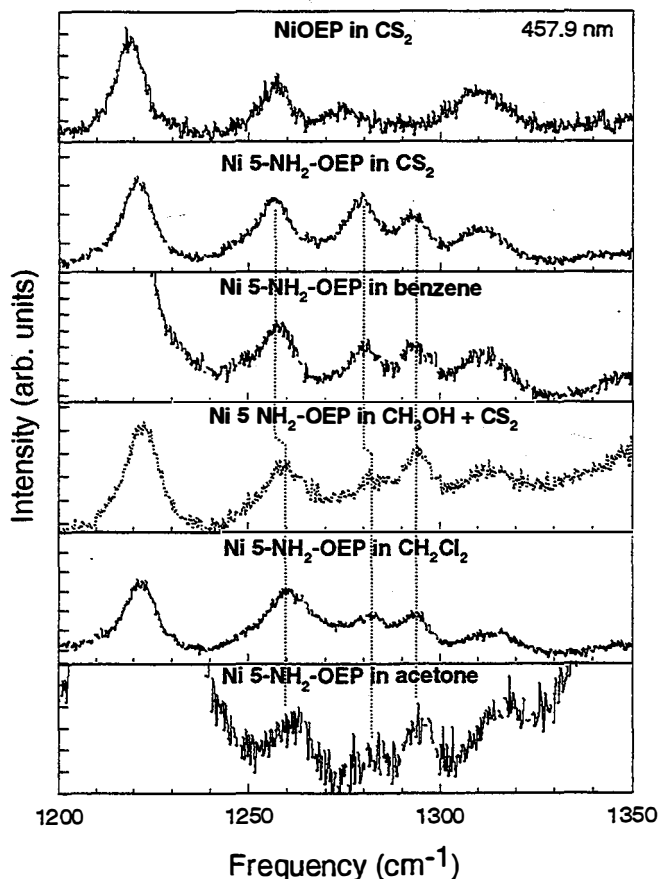 NiOEP in CS2 457.9 nm
Ni 5-NH2-OEP in CS2
Ni 5-NH2-OEP in benzene
Ni 5 NH2-OEP in CH3OH + CS2
Ni 5-NH2-OEP in CH2Cl2
Ni 5-NH2-OEP in acetone
Intensity (arb. units)
1200 1250 1300 1350
Frequency (cm-1)